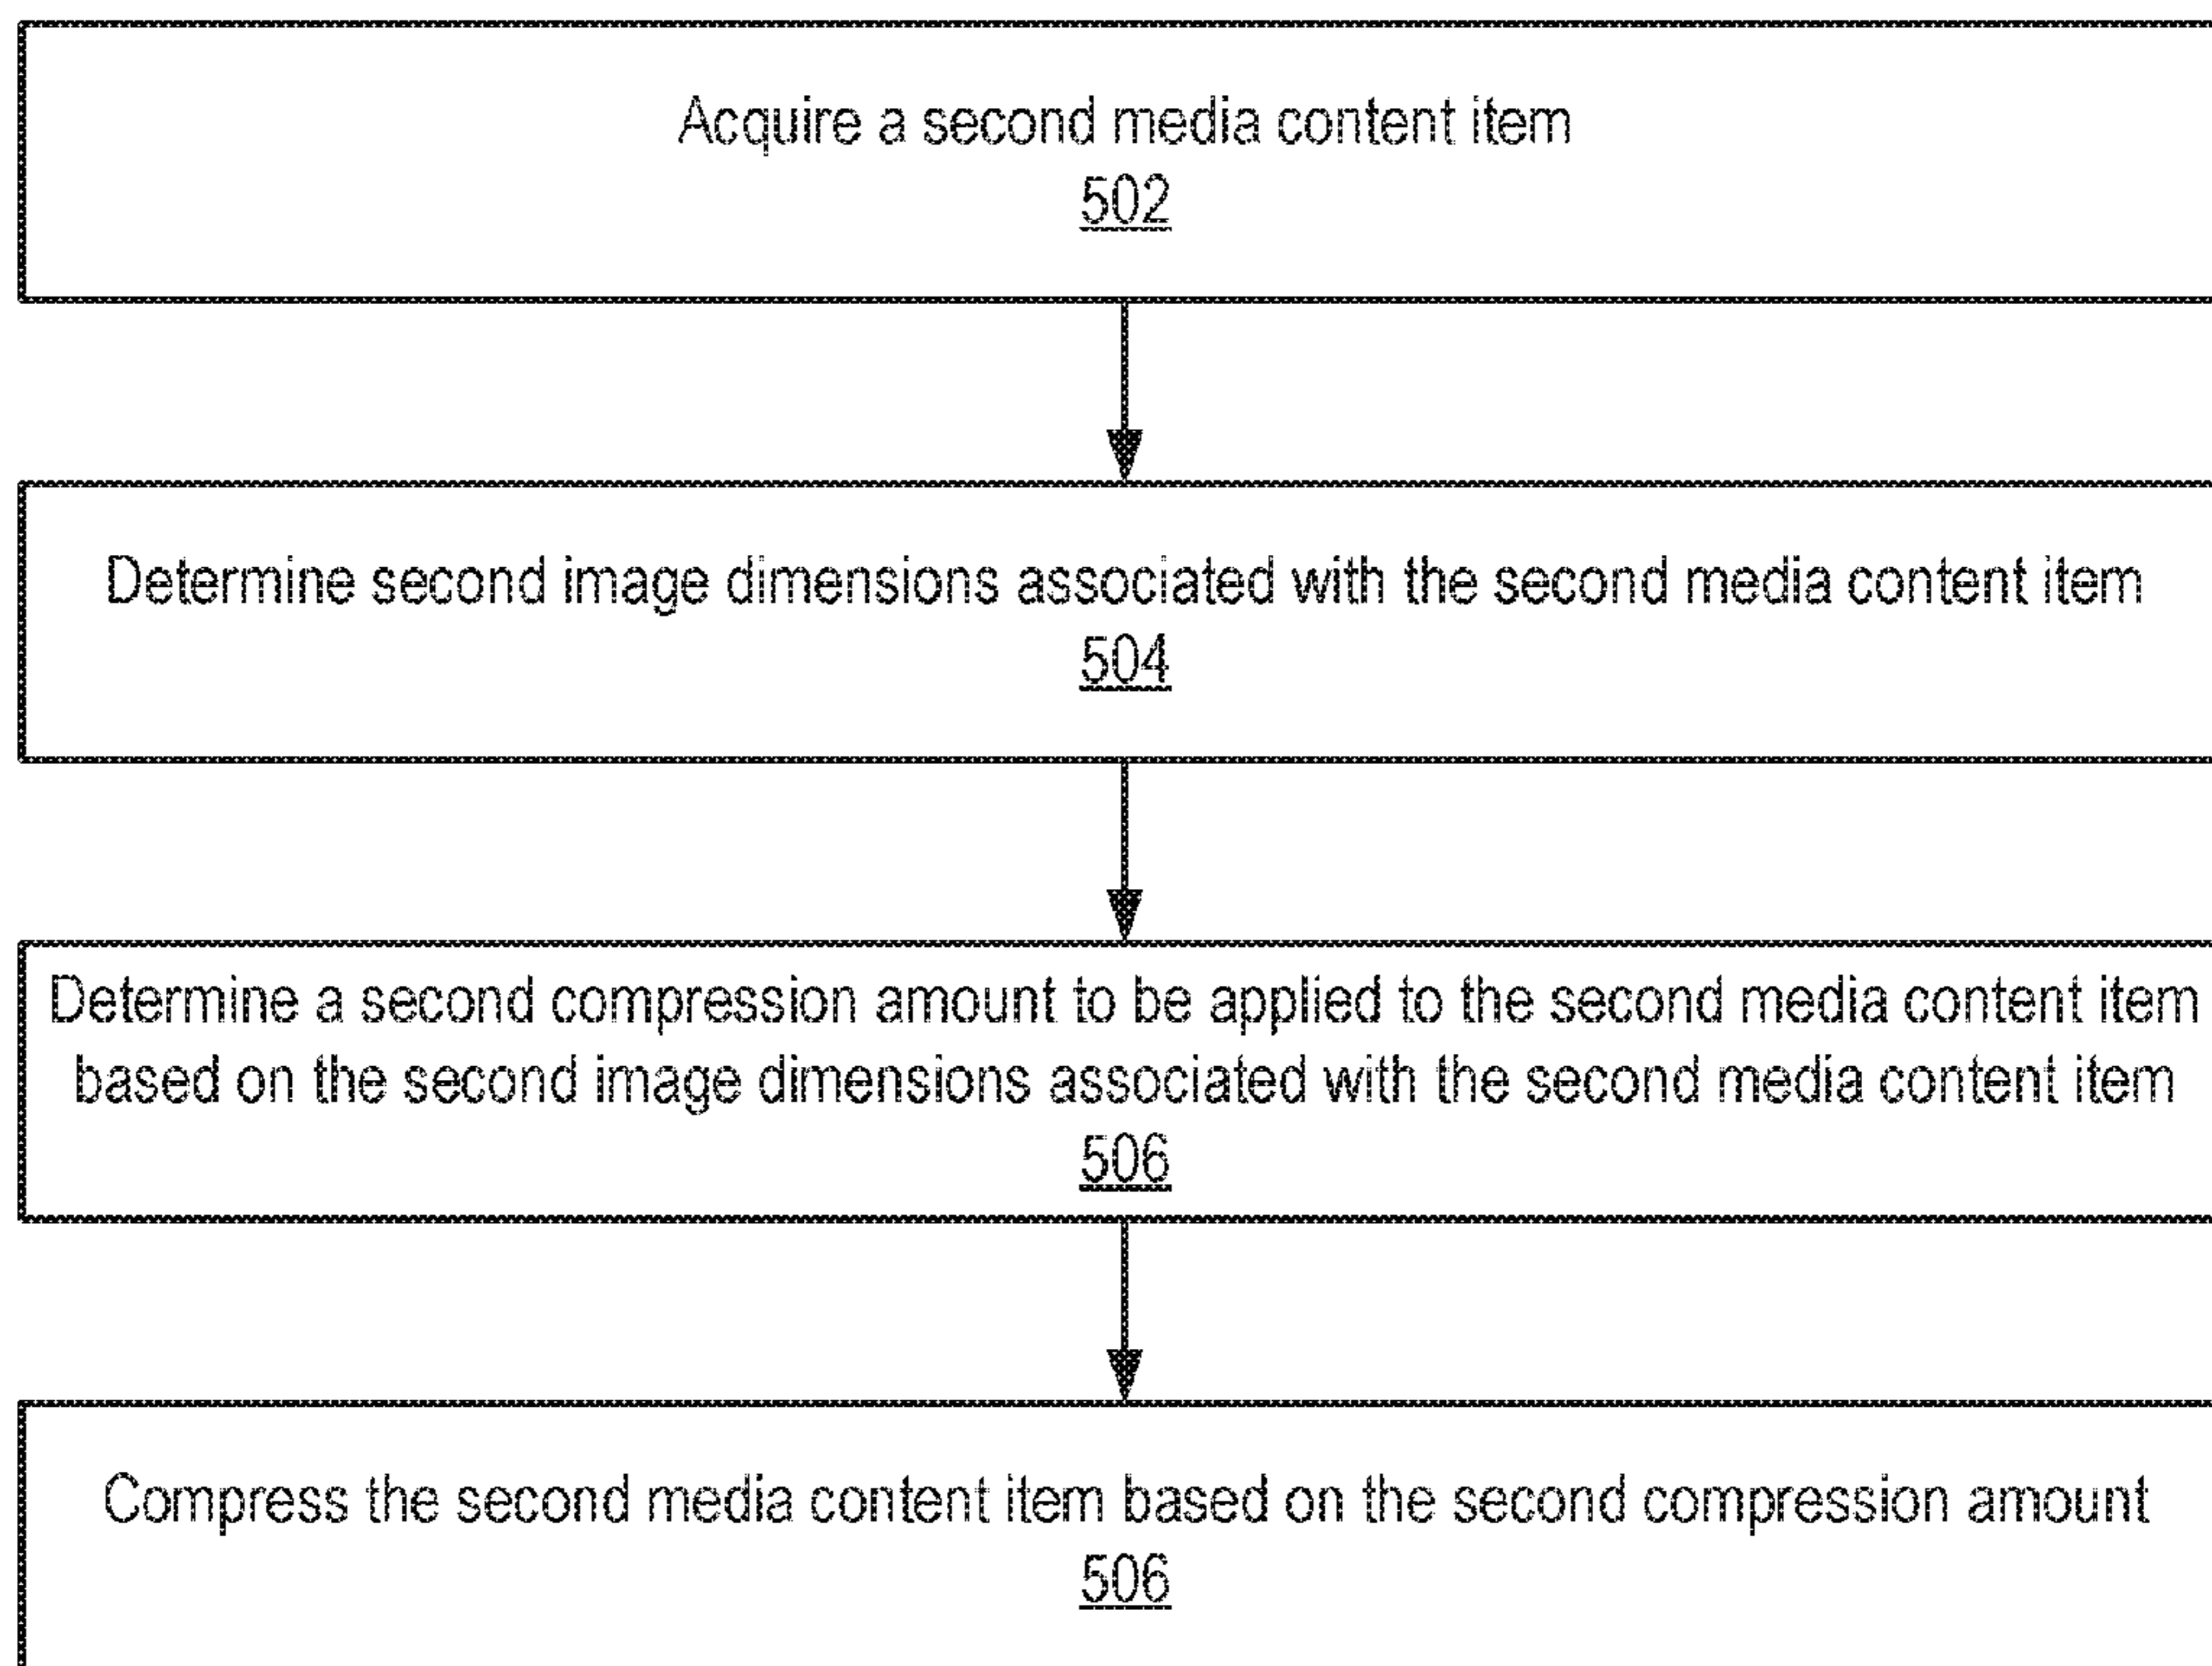 Acquire a second media content item
502
Determine second image dimensions associated with the second media content item
504
Determine a second compression amount to be applied to the second media content item
based on the second image dimensions associated with the second media content item
506
Compress the second media content item based on the second compression amount
506